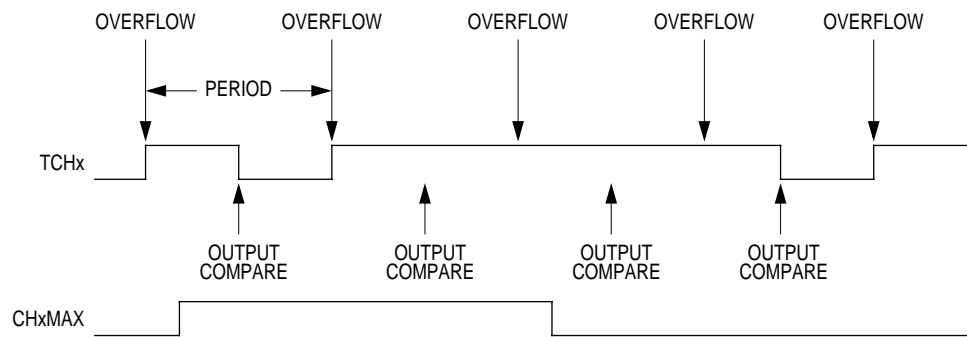 OVERFLOW OVERFLOW OVERFLOW OVERFLOW OVERFLOW
PERIOD
TCHx
OUTPUT COMPARE
OUTPUT COMPARE
OUTPUT COMPARE
OUTPUT COMPARE
CHxMAX